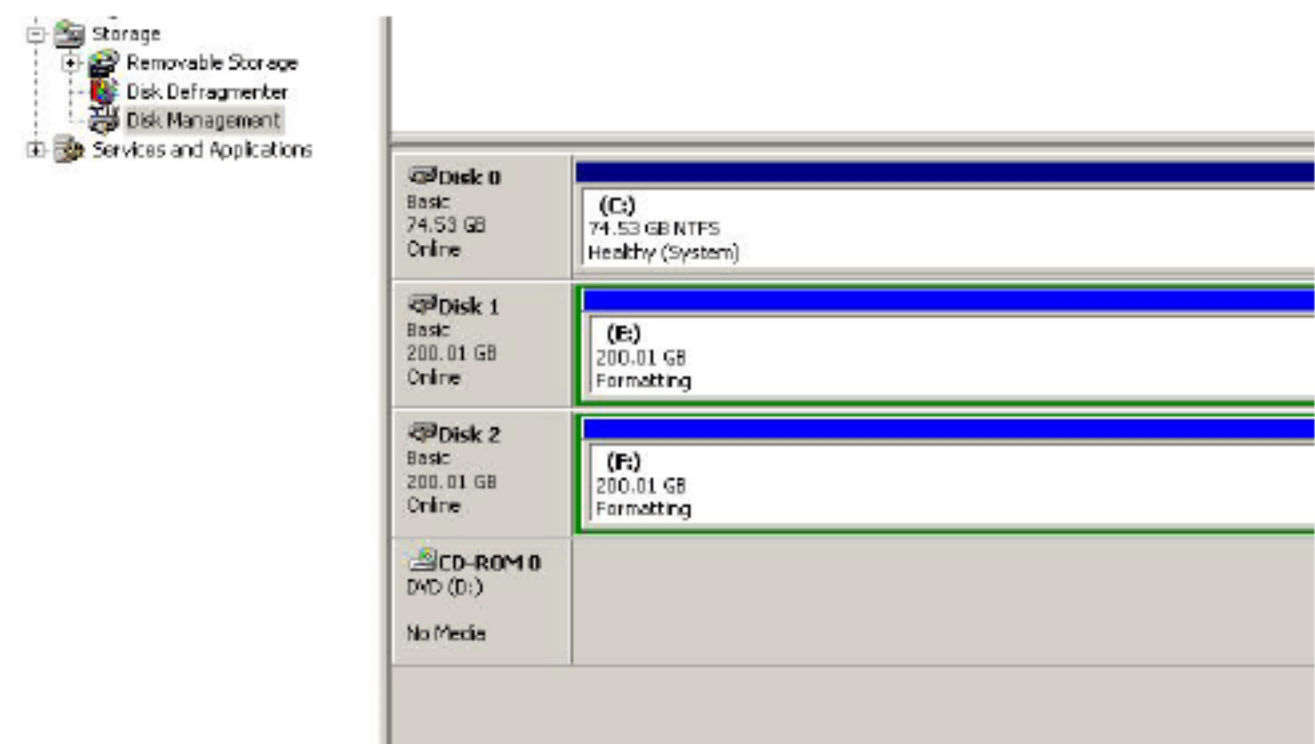 Storage
Removable Storage
Disk Defragmenter
Disk Management
Services and Applications
Disk 0
Basic
74.53 GB
Online
(C:)
74.53 GB NTFS
Healthy (System)
Disk 1
Basic
200.01 GB
Online
(E:)
200.01 GB
Formatting
Disk 2
Basic
200.01 GB
Online
(F:)
200.01 GB
Formatting
CD-ROM 0
DVD (D:)
No Media